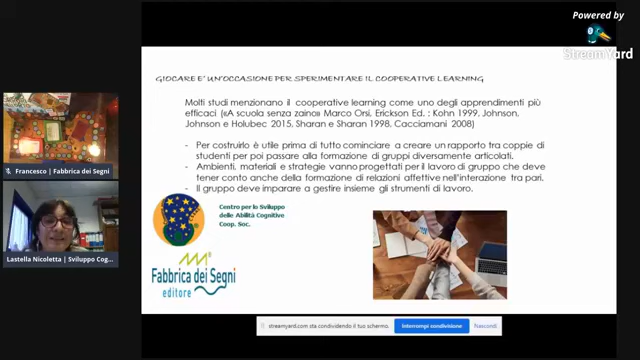 Powered by
StreamYard
GIOCARE E' UN'OCCASIONE PER SPERIMENTARE IL COOPERATIVE LEARNING
Molti studi menzionano il cooperative learning come uno degli apprendimenti più
efficaci («A scuola senza zaino» Marco Orsi, Erickson Ed. ; Kohn 1999, Johnson,
Johnson e Holubec 2015, Sharan e Sharan 1998, Cacciamani 2008)
- Per costruirlo è utile prima di tutto cominciare a creare un rapporto tra coppie di
studenti per poi passare alla formazione di gruppi diversamente articolati.
- Ambienti, materiali e strategie vanno progettati per il lavoro di gruppo che deve
tener conto anche della formazione di relazioni affettive nell'interazione tra pari.
- Il gruppo deve imparare a gestire insieme gli strumenti di lavoro.
Francesco | Fabbrica dei Segni
Lastella Nicoletta | Sviluppo Cog...
Centro per lo Sviluppo
delle Abilità Cognitive
Coop. Soc.
Fabbrica dei Segni
editore
streamyard.com sta condividendo il tuo schermo.
Interrompi condivisione
Nascondi